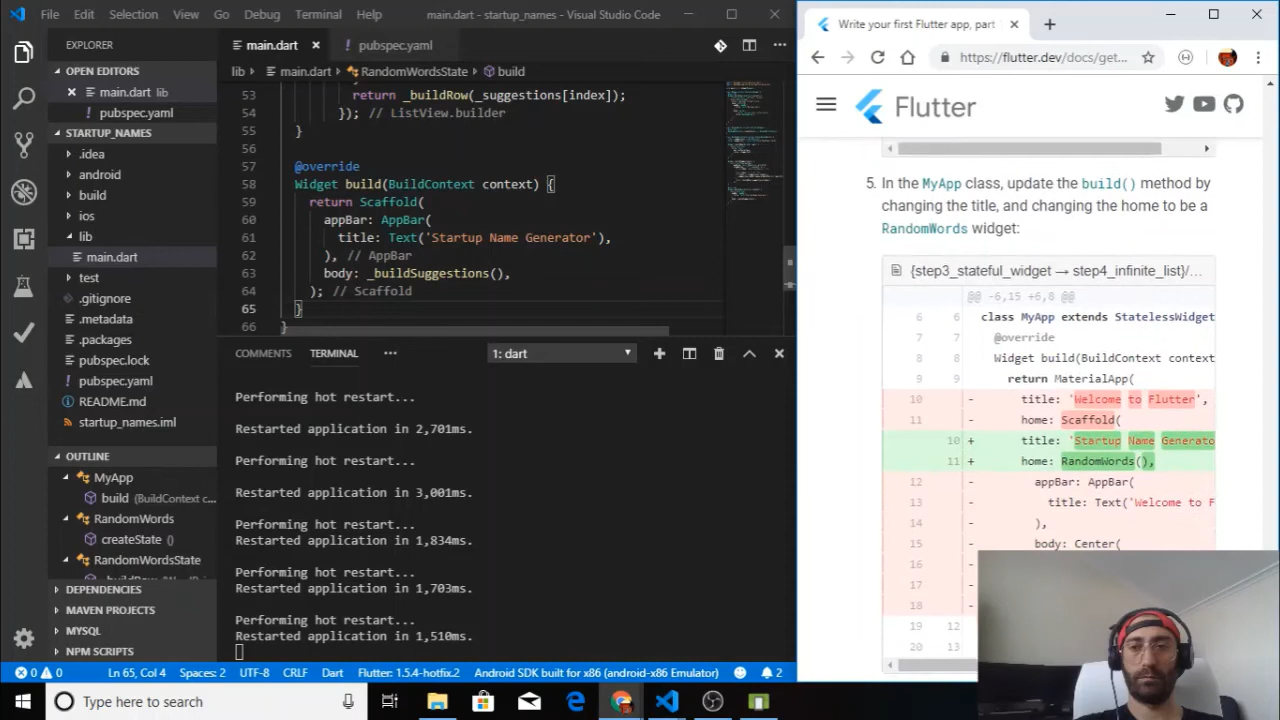 File Edit Selection View Go Debug Terminal Help main.dart - startup_names - Visual Studio Code
EXPLORER
OPEN EDITORS
main.dart lib
pubspec.yaml
STARTUP_NAMES
.idea
android
build
ios
lib
main.dart
test
.gitignore
.metadata
.packages
pubspec.lock
pubspec.yaml
README.md
startup_names.iml
OUTLINE
MyApp
build (BuildContext c...
RandomWords
createState ()
RandomWordsState
DEPENDENCIES
MAVEN PROJECTS
MYSQL
NPM SCRIPTS
main.dart pubspec.yaml
lib main.dart RandomWordsState build
53 return _buildRow(_suggestions[index]);
54 }); // ListView.builder
55 }
56
57 @override
58 Widget build(BuildContext context) {
59 return Scaffold(
60 appBar: AppBar(
61 title: Text('Startup Name Generator'),
62 ), // AppBar
63 body: _buildSuggestions(),
64 ); // Scaffold
65 }
66 }
COMMENTS TERMINAL ••• 1: dart
Performing hot restart...
Restarted application in 2,701ms.
Performing hot restart...
Restarted application in 3,001ms.
Performing hot restart...
Restarted application in 1,834ms.
Performing hot restart...
Restarted application in 1,703ms.
Performing hot restart...
Restarted application in 1,510ms.
0 0 Ln 65, Col 4 Spaces: 2 UTF-8 CRLF Dart Flutter: 1.5.4-hotfix.2 Android SDK built for x86 (android-x86 Emulator) 2
Write your first Flutter app, part
https://flutter.dev/docs/get...
Flutter
5. In the MyApp class, update the build() method by
changing the title, and changing the home to be a
RandomWords widget:
{step3_stateful_widget → step4_infinite_list}/...
@@ -6,15 +6,8 @@
6 6 class MyApp extends StatelessWidget
7 7 @override
8 8 Widget build(BuildContext context
9 9 return MaterialApp(
10 - title: 'Welcome to Flutter',
11 - home: Scaffold(
10 + title: 'Startup Name Generato
11 + home: RandomWords(),
12 - appBar: AppBar(
13 - title: Text('Welcome to F
14 - ),
15 - body: Center(
16 -
17 -
18 -
19 12
20 13
Type here to search